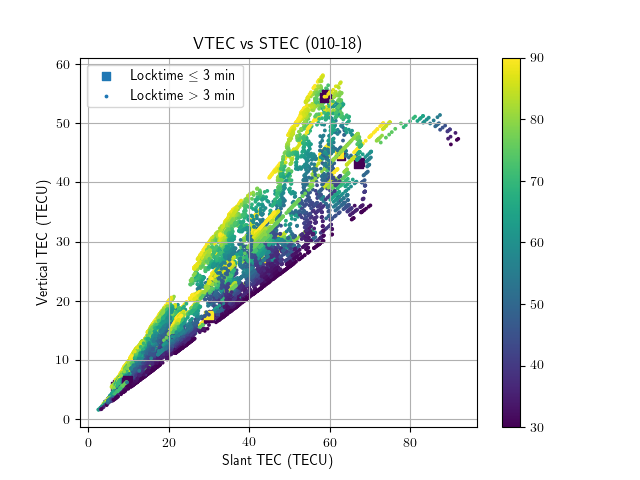 VTEC vs STEC (010-18)
Locktime ≤ 3 min
Locktime > 3 min
Vertical TEC (TECU)
60
50
40
30
20
10
0
0 20 40 60 80
Slant TEC (TECU)
90
80
70
60
50
40
30